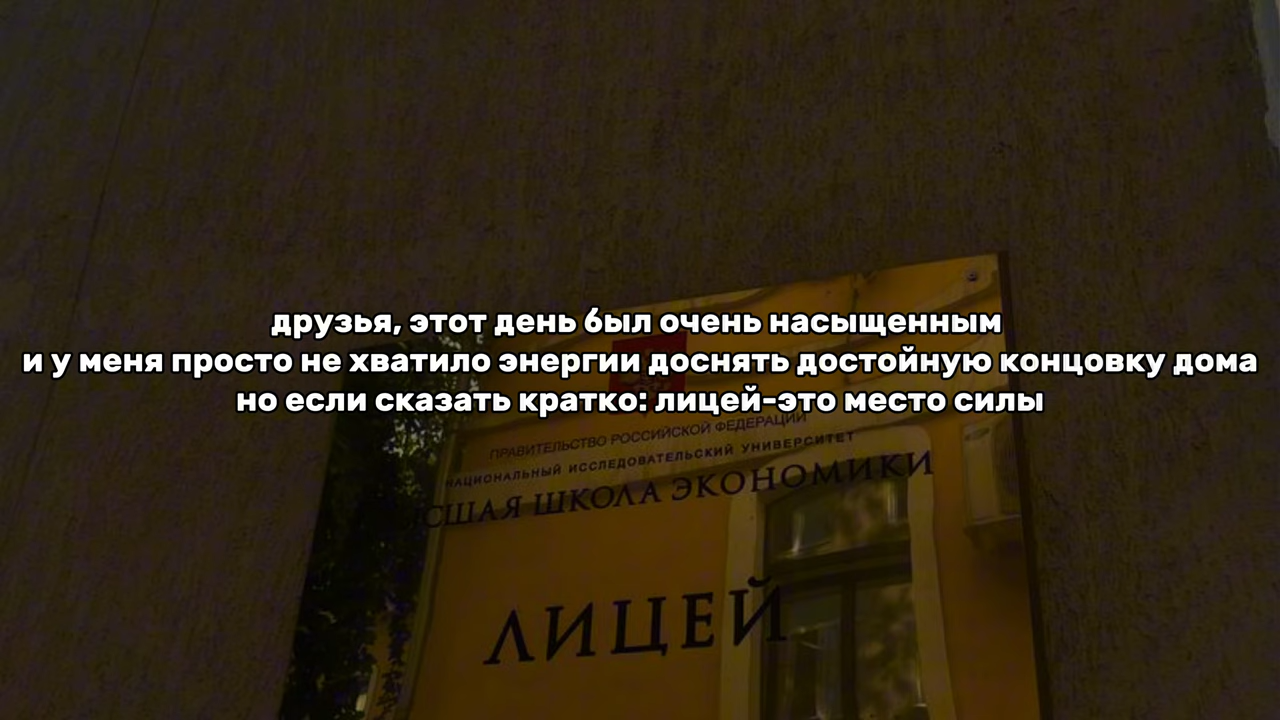 друзья, этот день был очень насыщенным
и у меня просто не хватило энергии доснять достойную концовку дома
но если сказать кратко: лицей-это место силы
ПРАВИТЕЛЬСТВО РОССИЙСКОЙ ФЕДЕРАЦИИ
НАЦИОНАЛЬНЫЙ ИССЛЕДОВАТЕЛЬСКИЙ УНИВЕРСИТЕТ
СШАЯ ШКОЛА ЭКОНОМИКИ
ЛИЦЕЙ